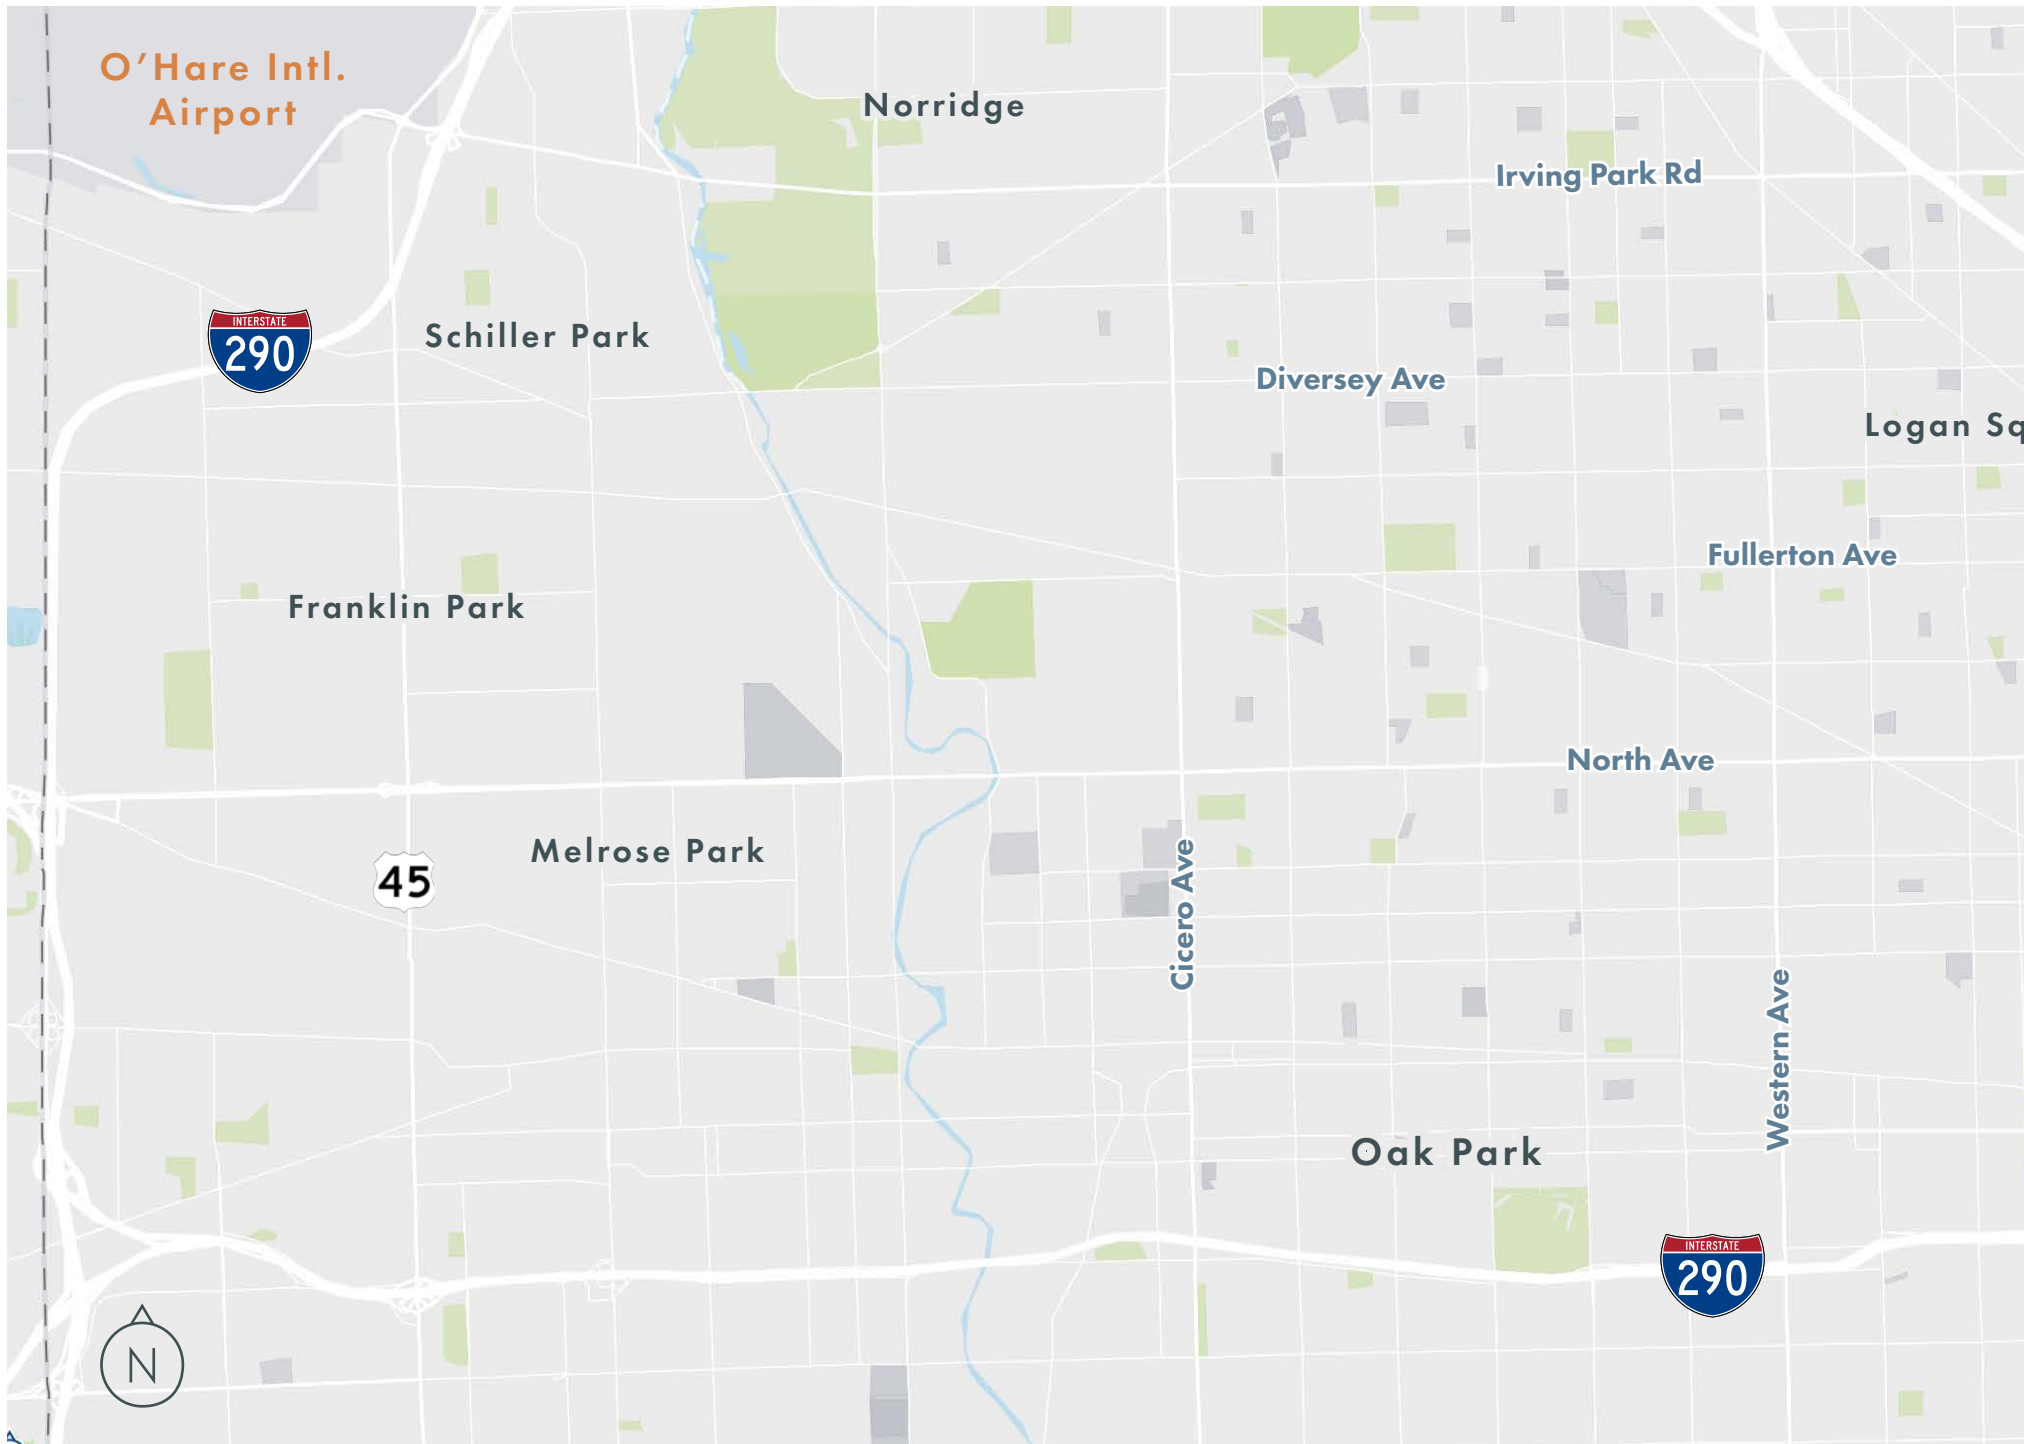 O'Hare Intl.
Airport
Norridge
Irving Park Rd
INTERSTATE
290
Schiller Park
Diversey Ave
Logan Sq
Fullerton Ave
Franklin Park
North Ave
Melrose Park
45
Cicero Ave
Western Ave
Oak Park
INTERSTATE
290
N